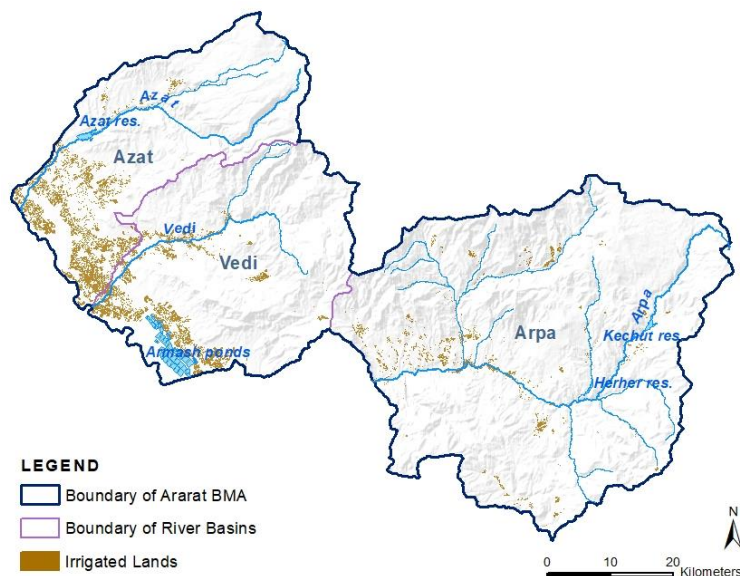 Azat
Azat res.
Azat
Vedi
Vedi
Arpa
Arpa
Kechut res.
Armash ponds
Herher res.
LEGEND
Boundary of Ararat BMA
Boundary of River Basins
Irrigated Lands
N
0 10 20
Kilometers